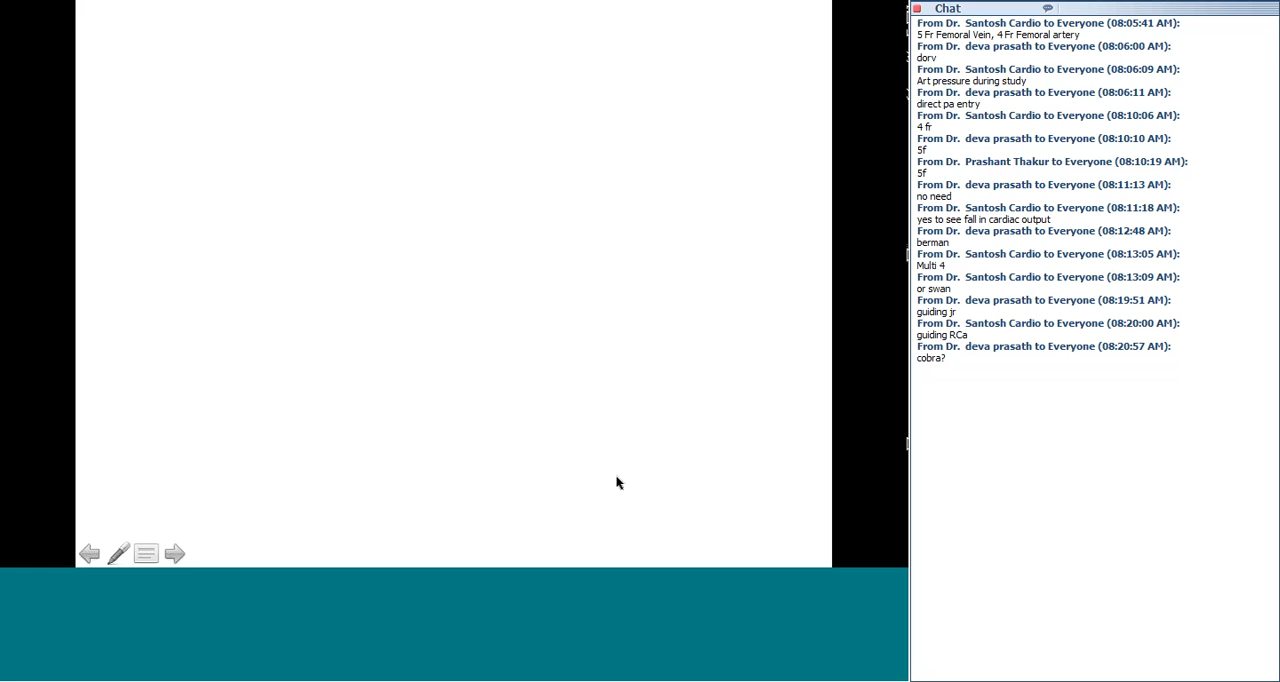 Chat
From Dr. Santosh Cardio to Everyone (08:05:41 AM):
5 Fr Femoral Vein, 4 Fr Femoral artery
From Dr. deva prasath to Everyone (08:06:00 AM):
dorv
From Dr. Santosh Cardio to Everyone (08:06:09 AM):
Art pressure during study
From Dr. deva prasath to Everyone (08:06:11 AM):
direct pa entry
From Dr. Santosh Cardio to Everyone (08:10:06 AM):
4 fr
From Dr. deva prasath to Everyone (08:10:10 AM):
5f
From Dr. Prashant Thakur to Everyone (08:10:19 AM):
5f
From Dr. deva prasath to Everyone (08:11:13 AM):
no need
From Dr. Santosh Cardio to Everyone (08:11:18 AM):
yes to see fall in cardiac output
From Dr. deva prasath to Everyone (08:12:48 AM):
berman
From Dr. Santosh Cardio to Everyone (08:13:05 AM):
Multi 4
From Dr. Santosh Cardio to Everyone (08:13:09 AM):
or swan
From Dr. deva prasath to Everyone (08:19:51 AM):
guiding jr
From Dr. Santosh Cardio to Everyone (08:20:00 AM):
guiding RCa
From Dr. deva prasath to Everyone (08:20:57 AM):
cobra?